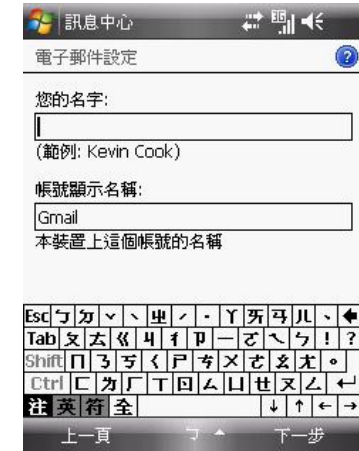 訊息中心
電子郵件設定
您的名字:
(範例: Kevin Cook)
帳號顯示名稱:
Gmail
本裝置上這個帳號的名稱
Esc ㄅ ㄉ ˇ ˋ ㄓ ˊ ˙ ㄚ ㄞ ㄢ ㄦ 、
Tab ㄆ ㄊ ㄍ ㄐ ㄔ ㄗ ㄧ ㄛ ㄟ ㄣ ! ?
Shift ㄇ ㄋ ㄎ ㄑ ㄕ ㄘ ㄨ ㄜ ㄠ ㄤ 。
Ctrl ㄈ ㄌ ㄏ ㄒ ㄖ ㄙ ㄩ ㄝ ㄡ ㄥ ↵
注 英 符 全 ↓ ↑ ← →
上一頁 ㄅ 下一步